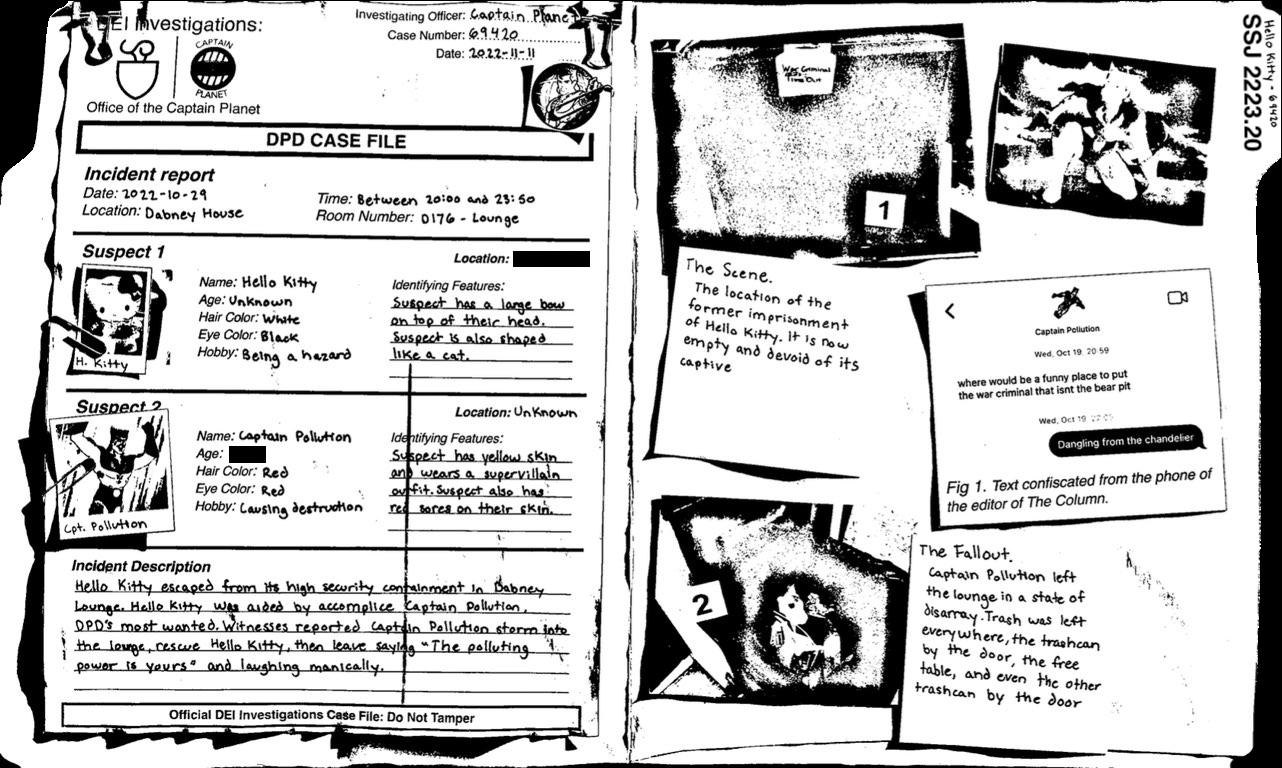 DEI Investigations:
CAPTAIN
PLANET
Office of the Captain Planet
Investigating Officer: Captain Planet
Case Number: 69420
Date: 2022-11-11
DPD CASE FILE
Incident report
Date: 2022-10-29
Location: Dabney House
Time: Between 20:00 and 23:50
Room Number: D176 - Lounge
Suspect 1
Location:
H. Kitty
Name: Hello Kitty
Age: Unknown
Hair Color: White
Eye Color: Black
Hobby: Being a hazard
Identifying Features:
Suspect has a large bow
on top of their head.
Suspect is also shaped
like a cat.
Suspect 2
Location: Unknown
Cpt. Pollution
Name: Captain Pollution
Age:
Hair Color: Red
Eye Color: Red
Hobby: Causing destruction
Identifying Features:
Suspect has yellow skin
and wears a supervillain
outfit. Suspect also has
red sores on their skin.
Incident Description
Hello Kitty escaped from its high security containment in Dabney
Lounge. Hello Kitty was aided by accomplice Captain Pollution,
DPD's most wanted. Witnesses reported Captain Pollution storm into
the lounge, rescue Hello Kitty, then leave saying "The polluting
power is yours" and laughing manically.
Official DEI Investigations Case File: Do Not Tamper
War Criminal
Time Out
1
The Scene.
The location of the
former imprisonment
of Hello Kitty. It is now
empty and devoid of its
captive
2
Hello Kitty - 69420
SSJ 2223.20
Captain Pollution
Wed, Oct 19, 20:59
where would be a funny place to put
the war criminal that isnt the bear pit
Wed, Oct 19
Dangling from the chandelier
Fig 1. Text confiscated from the phone of
the editor of The Column.
The Fallout.
Captain Pollution left
the lounge in a state of
disarray. Trash was left
everywhere, the trashcan
by the door, the free
table, and even the other
trashcan by the door